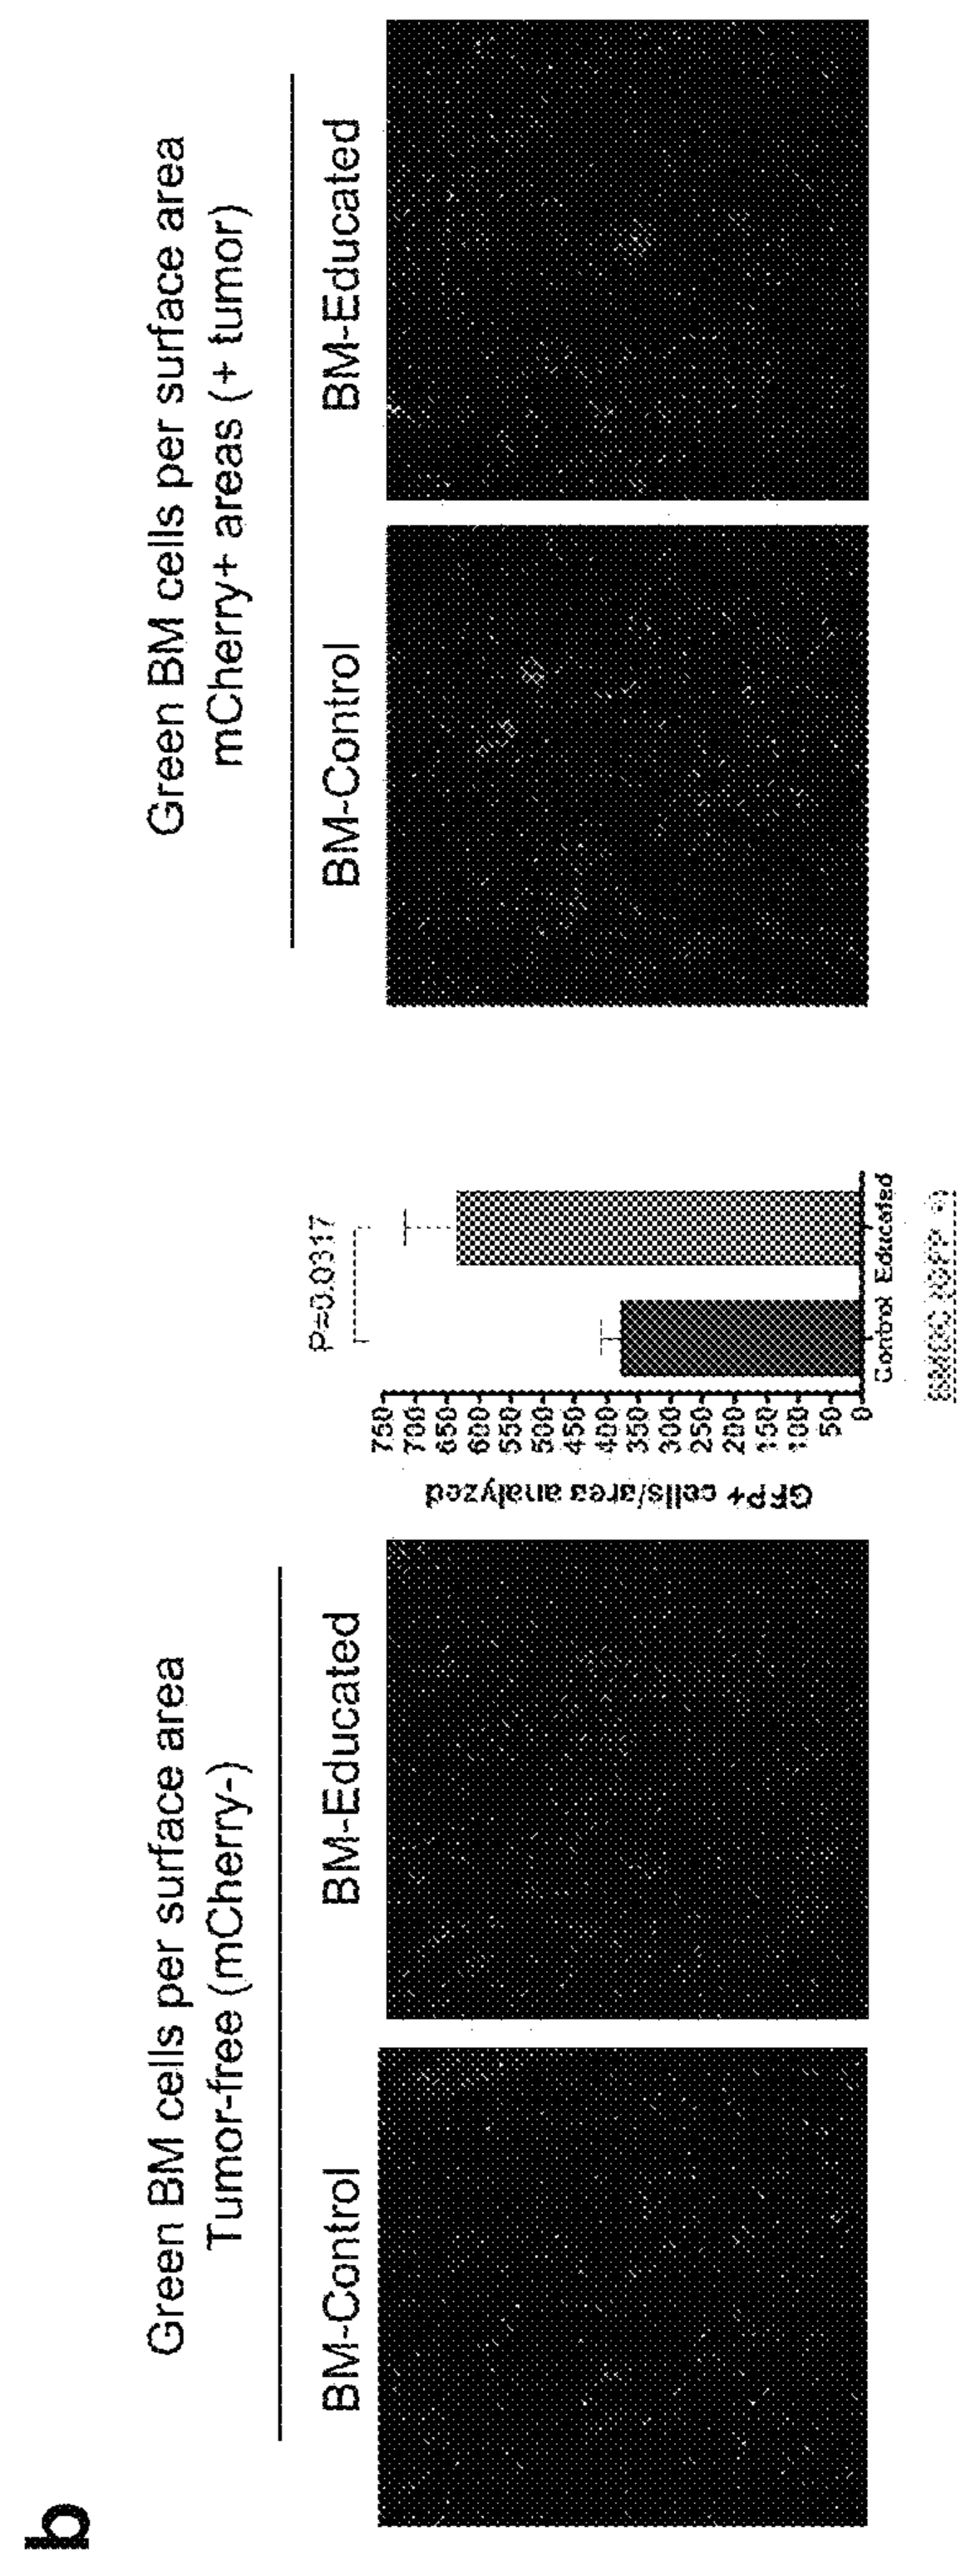 b
Green BM cells per surface area
Tumor-free (mCherry-)
BM-Control
BM-Educated
GFP+ cells/area analyzed
750
700
650
600
550
500
450
400
350
300
250
200
150
100
50
0
P=0.0317
Control Educated
Green BM cells per surface area
mCherry+ areas (+ tumor)
BM-Control
BM-Educated